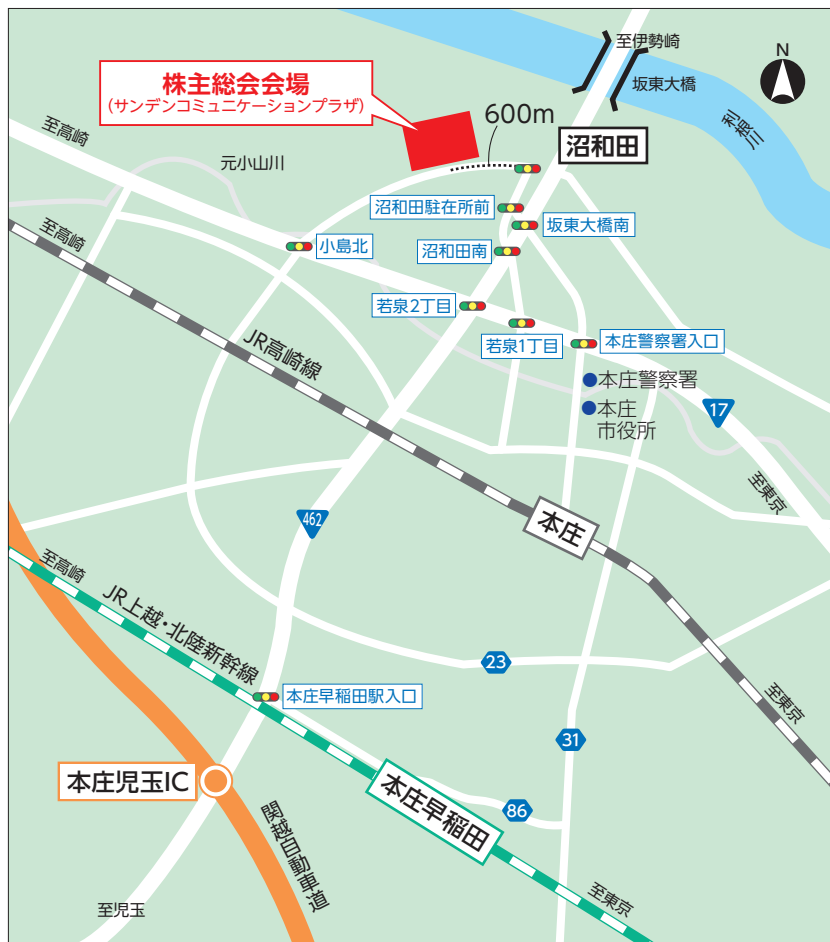 至伊勢崎
坂東大橋
N
利根川
株主総会会場
(サンデンコミュニケーションプラザ)
600m
沼和田
至高崎
元小山川
沼和田駐在所前
坂東大橋南
至高崎
小島北
沼和田南
若泉2丁目
若泉1丁目
本庄警察署入口
JR高崎線
本庄警察署
本庄
市役所
17
至東京
462
本庄
至高崎
JR上越・北陸新幹線
23
本庄早稲田駅入口
至東京
31
本庄児玉IC
本庄早稲田
86
関越自動車道
至児玉
至東京